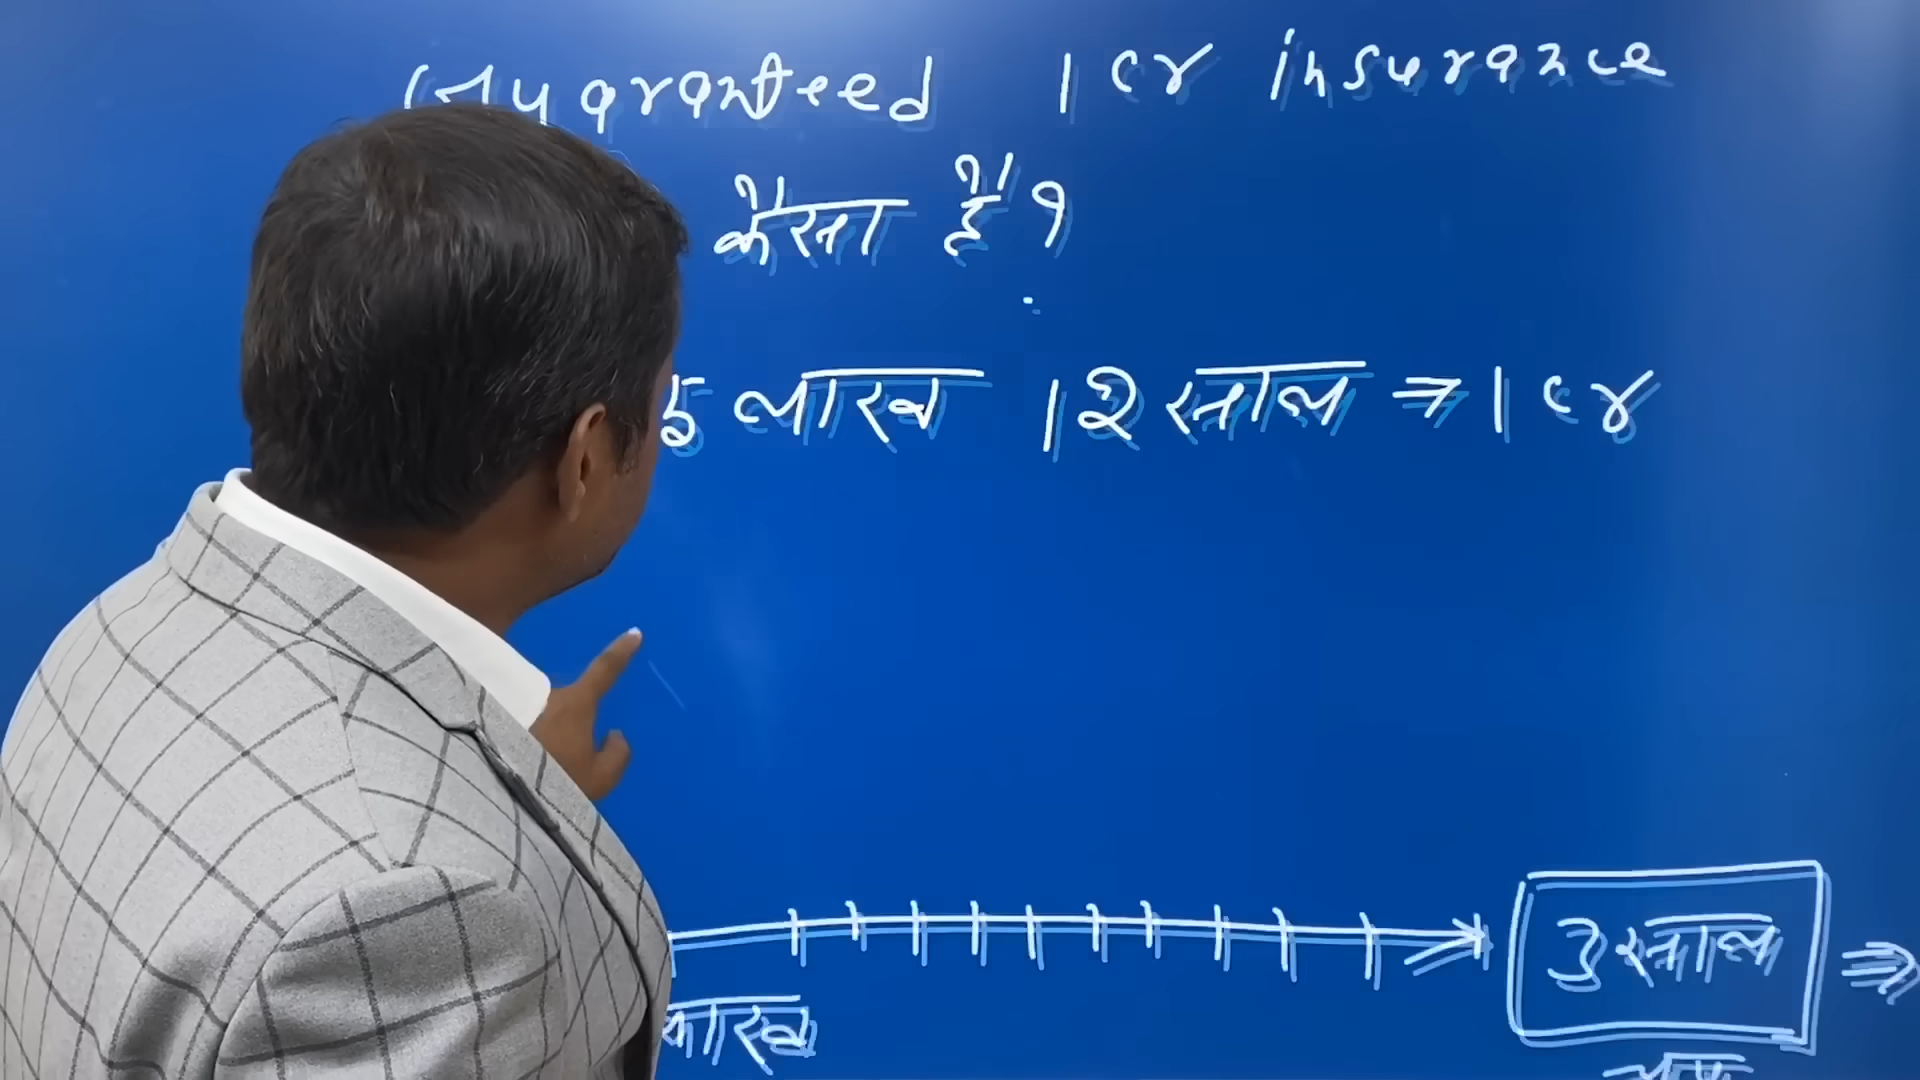 Guaranteed 1 cr insurance
कैसा है?
5 लाख 12 साल ⇒ 1 cr
3 साल ⇒
लाख